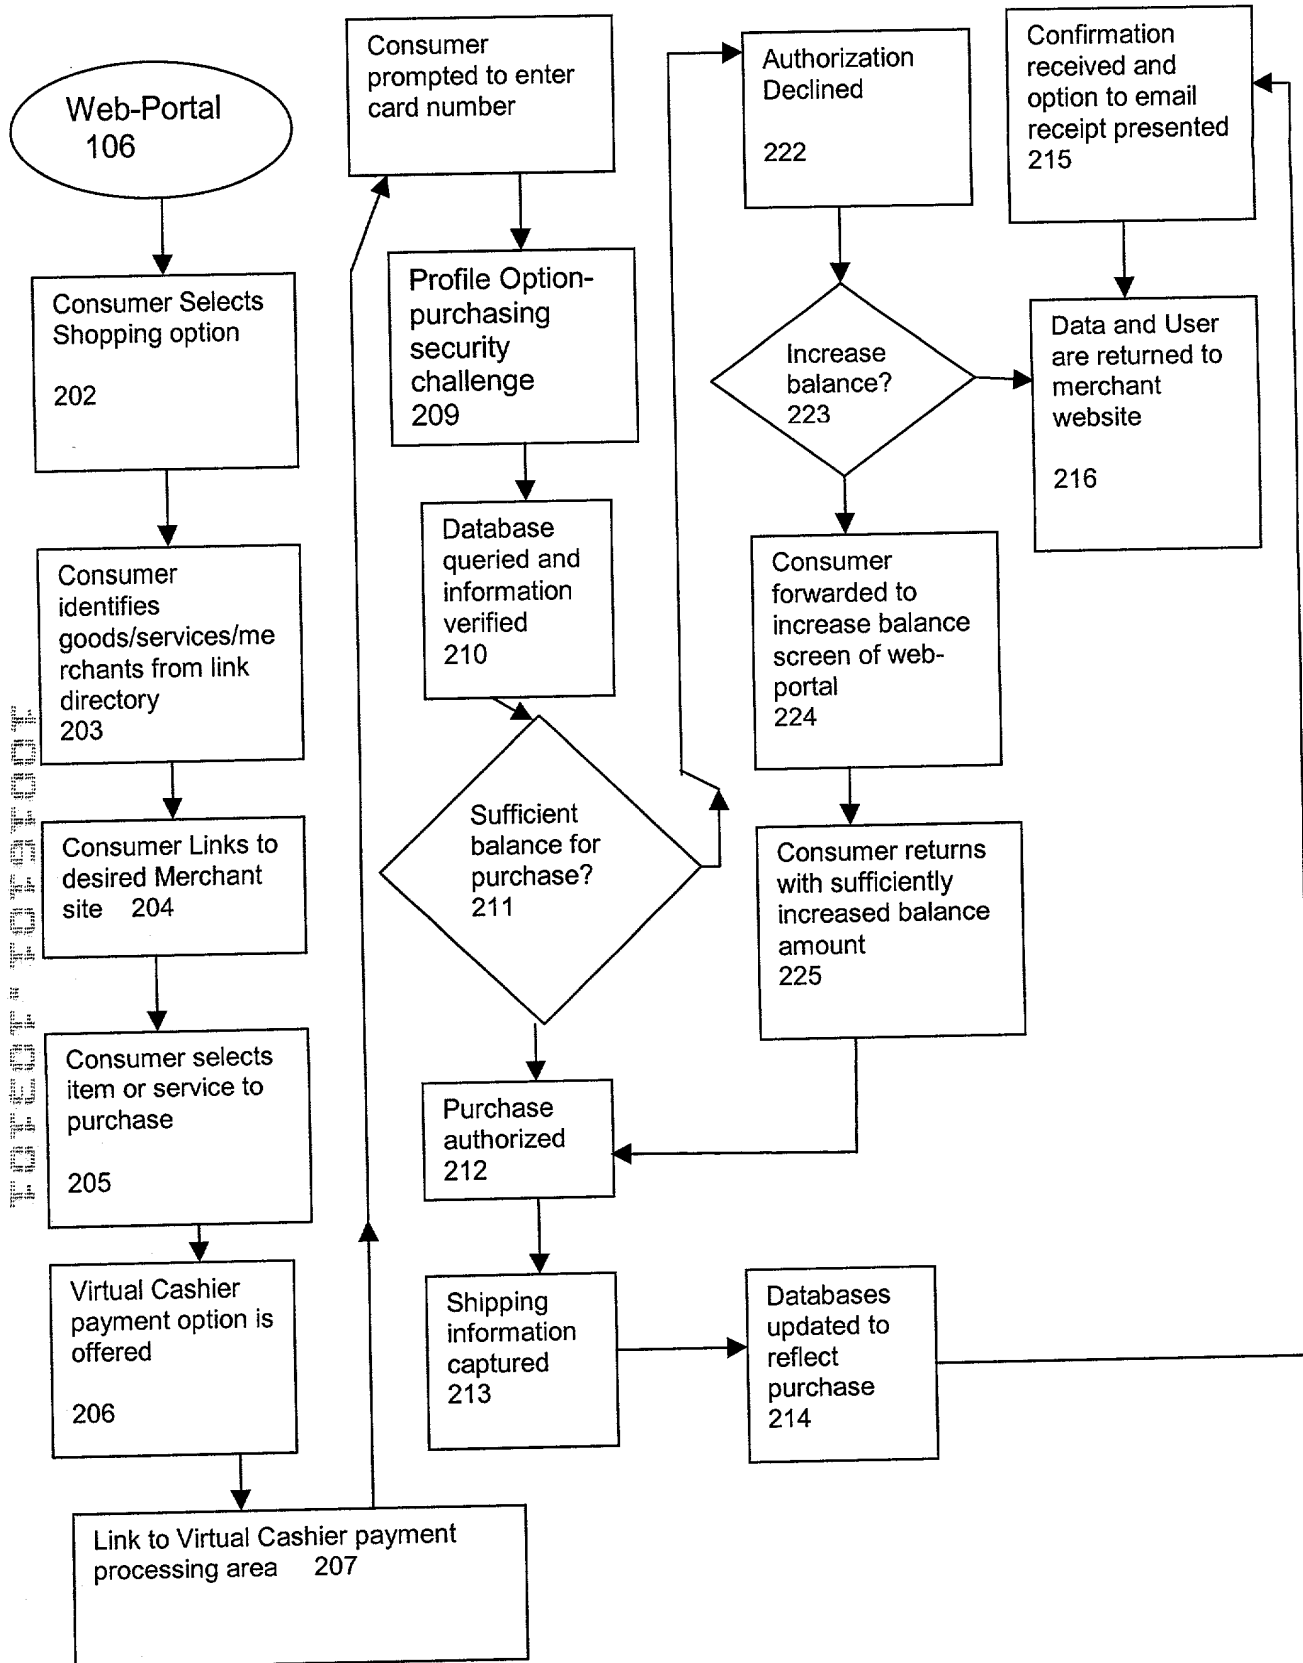 Web-Portal
106
Consumer Selects
Shopping option
202
Consumer
identifies
goods/services/me
rchants from link
directory
203
Consumer Links to
desired Merchant
site 204
Consumer selects
item or service to
purchase
205
Virtual Cashier
payment option is
offered
206
Link to Virtual Cashier payment
processing area 207
Consumer
prompted to enter
card number
Profile Option-
purchasing
security
challenge
209
Database
queried and
information
verified
210
Sufficient
balance for
purchase?
211
Purchase
authorized
212
Shipping
information
captured
213
Databases
updated to
reflect
purchase
214
Authorization
Declined
222
Increase
balance?
223
Consumer
forwarded to
increase balance
screen of web-
portal
224
Consumer returns
with sufficiently
increased balance
amount
225
Confirmation
received and
option to email
receipt presented
215
Data and User
are returned to
merchant
website
216